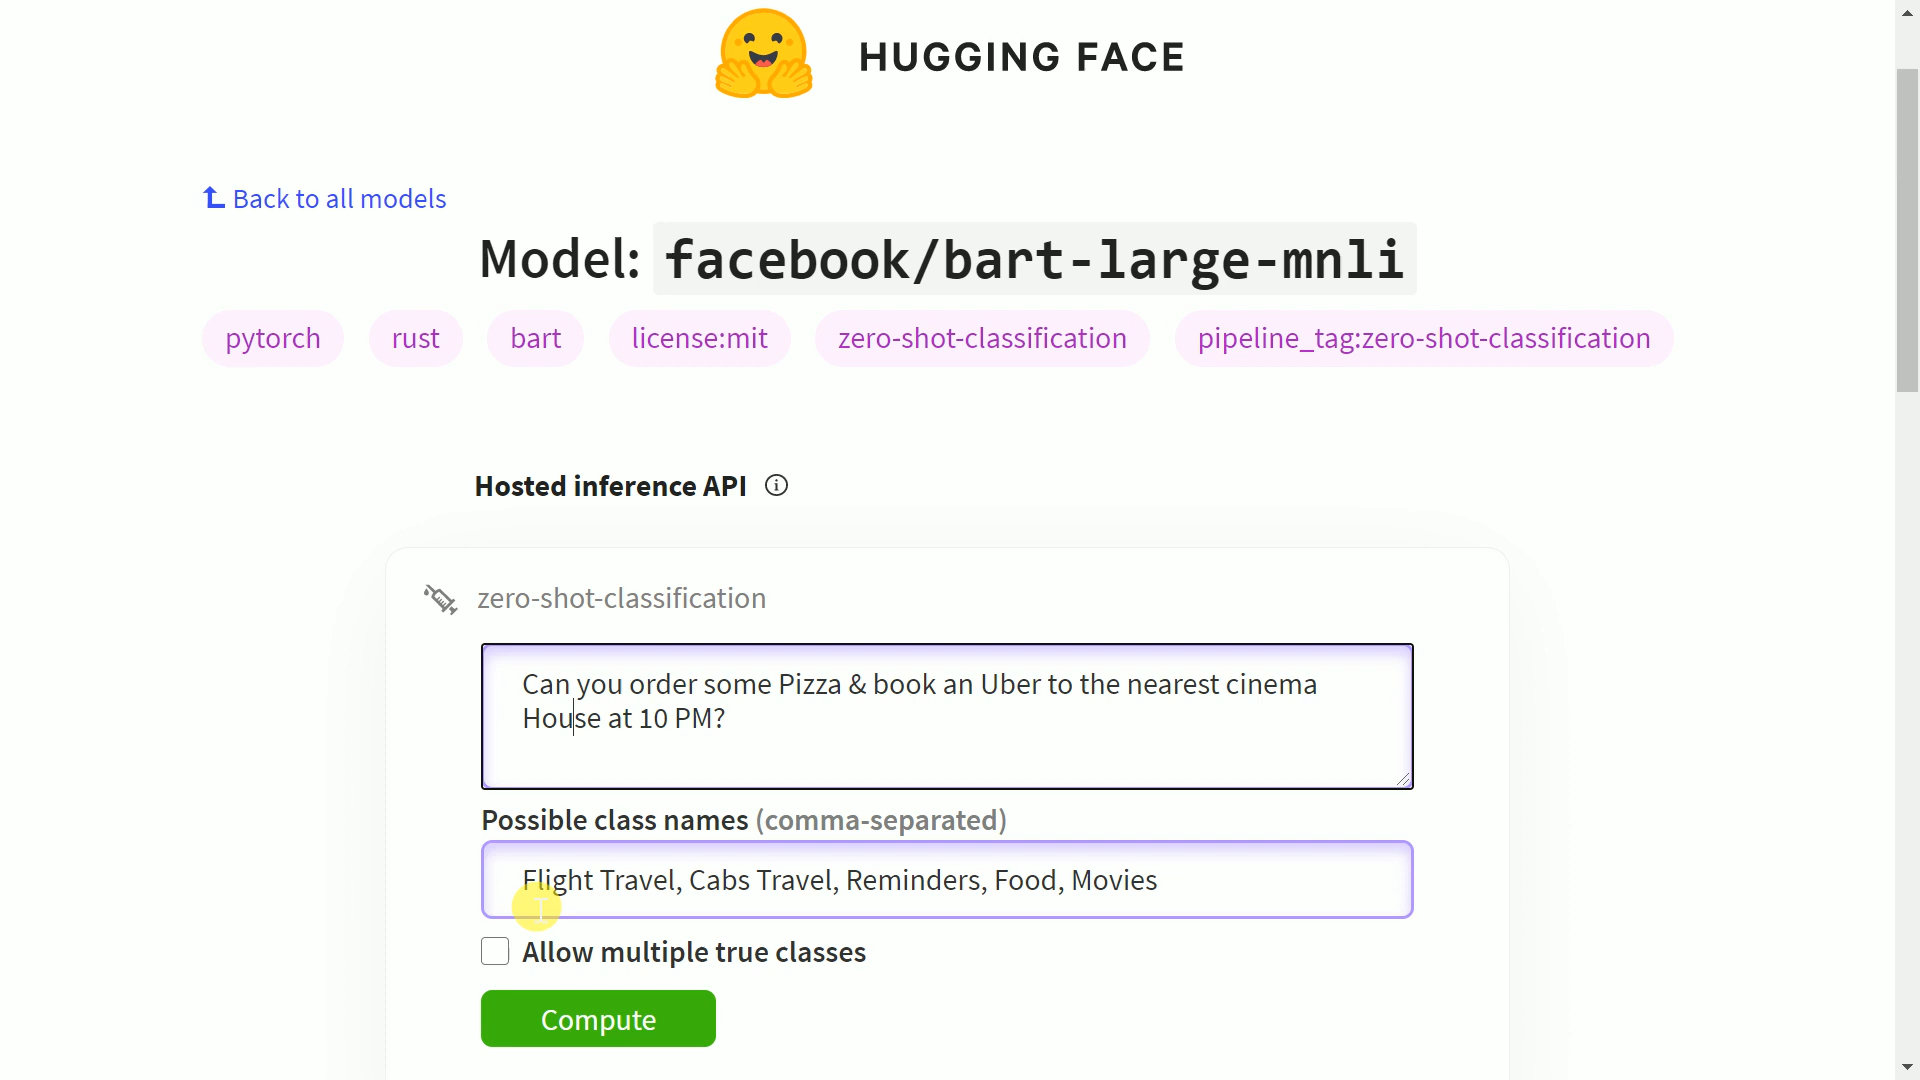 HUGGING FACE
Back to all models
Model: facebook/bart-large-mnli
pytorch rust bart license:mit zero-shot-classification pipeline_tag:zero-shot-classification
Hosted inference API
zero-shot-classification
Can you order some Pizza & book an Uber to the nearest cinema
House at 10 PM?
Possible class names (comma-separated)
Flight Travel, Cabs Travel, Reminders, Food, Movies
Allow multiple true classes
Compute